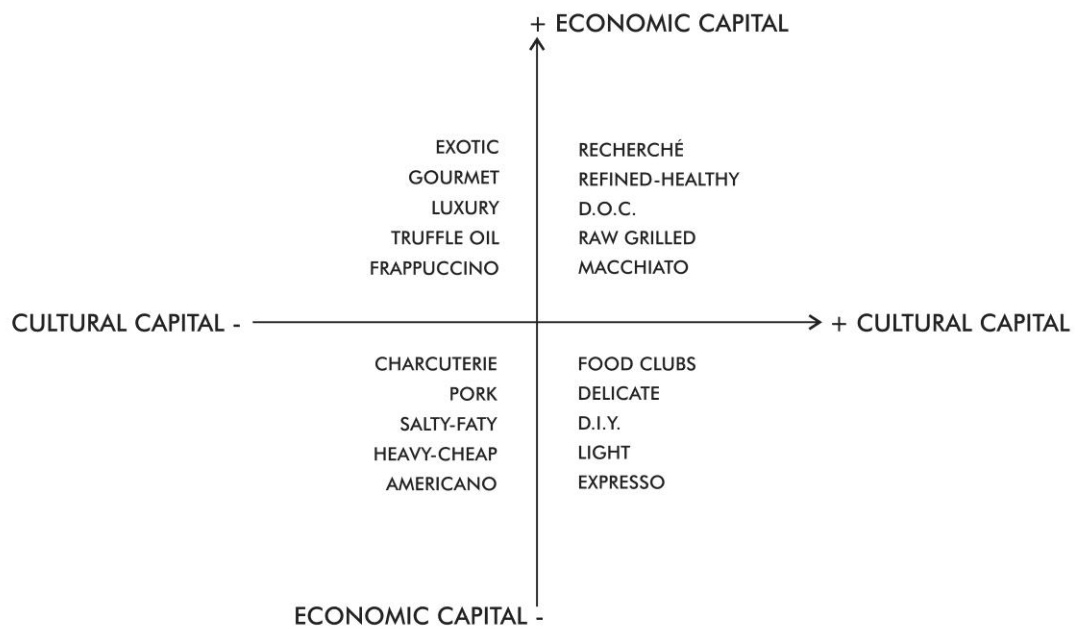 + ECONOMIC CAPITAL
EXOTIC
GOURMET
LUXURY
TRUFFLE OIL
FRAPPUCCINO
RECHERCHÉ
REFINED-HEALTHY
D.O.C.
RAW GRILLED
MACCHIATO
CULTURAL CAPITAL -
+ CULTURAL CAPITAL
CHARCUTERIE
PORK
SALTY-FATY
HEAVY-CHEAP
AMERICANO
FOOD CLUBS
DELICATE
D.I.Y.
LIGHT
EXPRESSO
ECONOMIC CAPITAL -